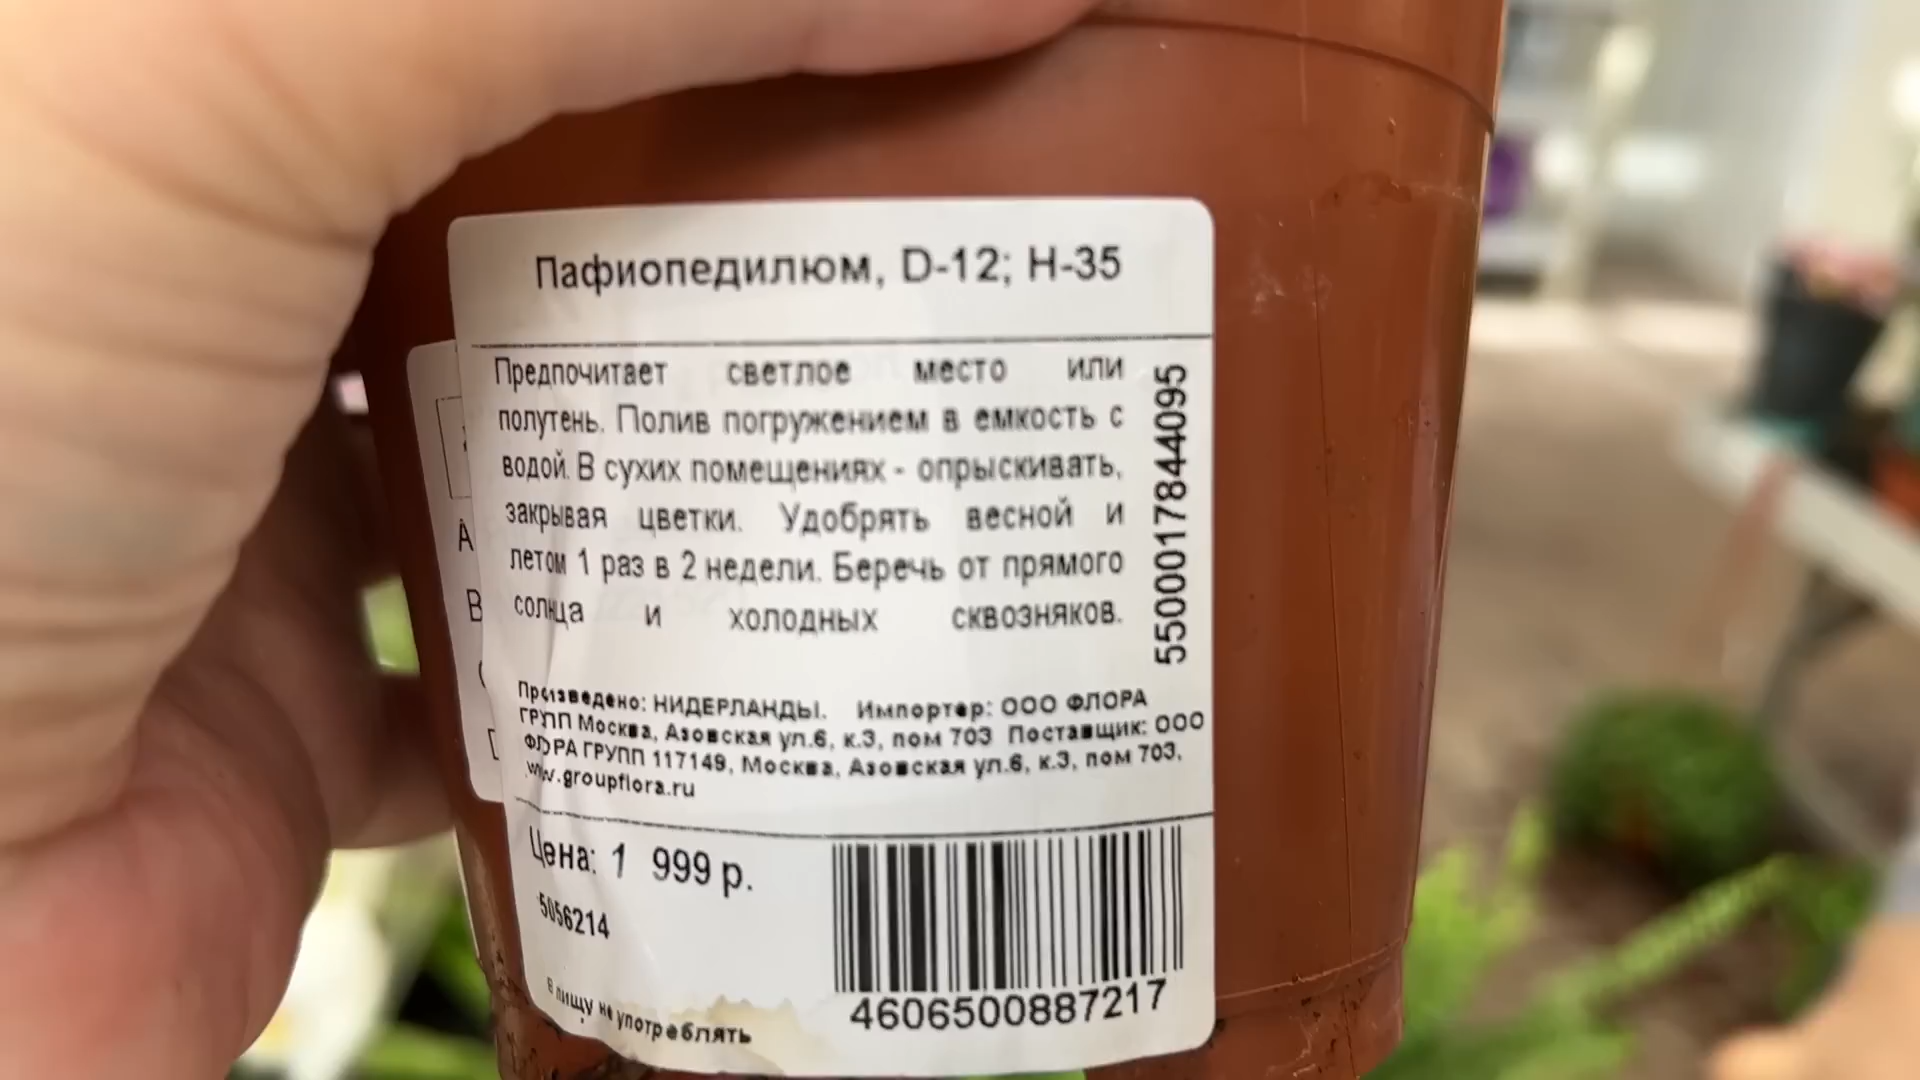 Пафиопедилюм, D-12; H-35
Предпочитает светлое место или
полутень. Полив погружением в емкость с
водой. В сухих помещениях - опрыскивать,
закрывая цветки. Удобрять весной и
летом 1 раз в 2 недели. Беречь от прямого
солнца и холодных сквозняков.
5500017844095
Произведено: НИДЕРЛАНДЫ. Импортер: ООО ФЛОРА
ГРУПП Москва, Азовская ул.6, к.3, пом 703 Поставщик: ООО
ФЛОРА ГРУПП 117149, Москва, Азовская ул.6, к.3, пом 703,
www.groupflora.ru
Цена: 1 999 р.
5056214
4606500887217
В пищу не употреблять
A
B